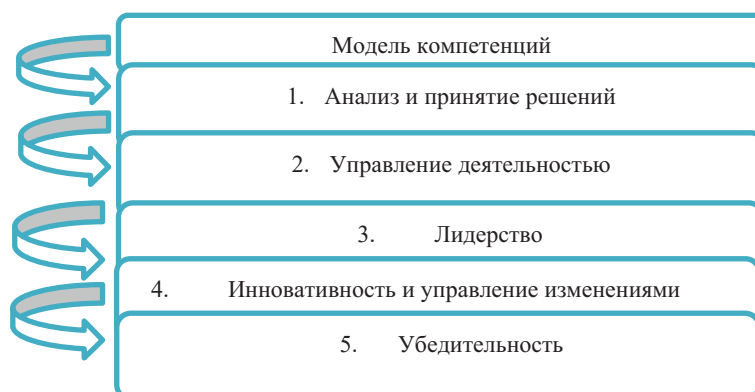 Модель компетенций
1. Анализ и принятие решений
2. Управление деятельностью
3. Лидерство
4. Инновативность и управление изменениями
5. Убедительность